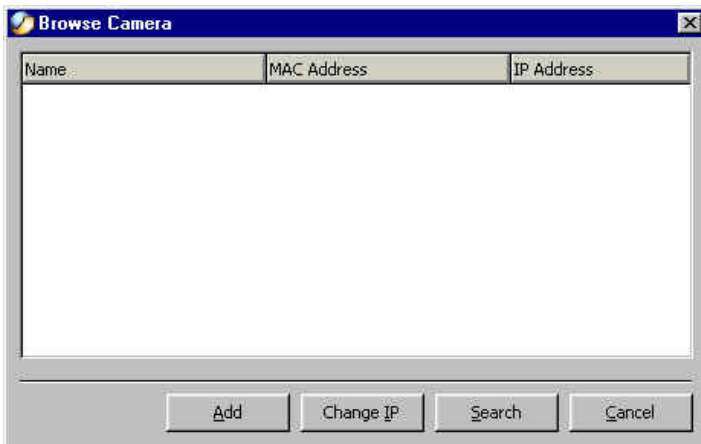 Browse Camera
Name MAC Address IP Address
Add Change IP Search Cancel